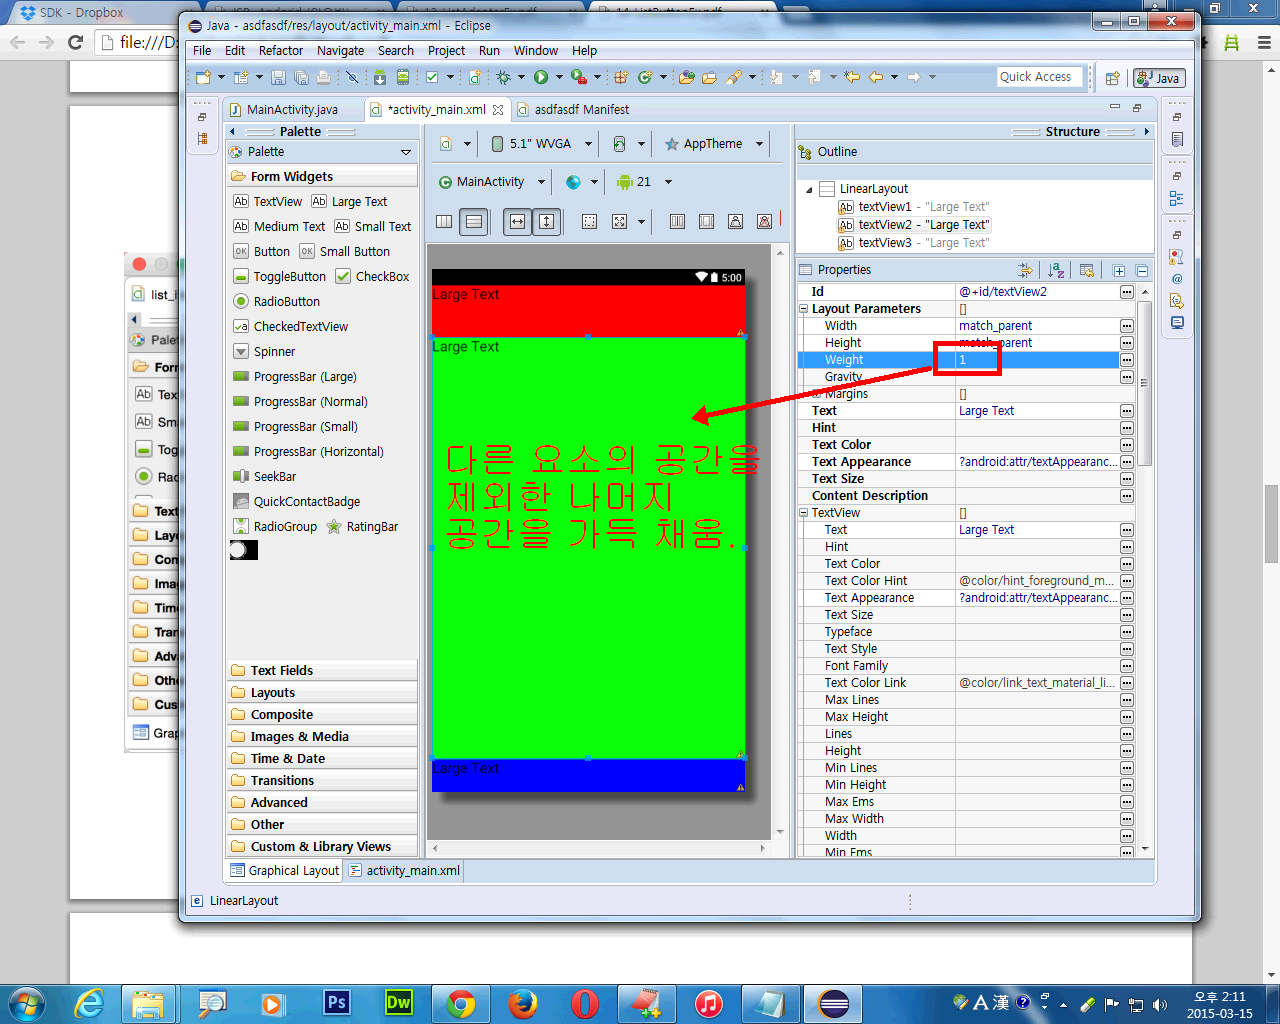 SDK - Dropbox
Java - asdfasdf/res/layout/activity_main.xml - Eclipse
file:///D:
File Edit Refactor Navigate Search Project Run Window Help
Quick Access
Java
MainActivity.java
*activity_main.xml
asdfasdf Manifest
Palette
Palette
Form Widgets
TextView Large Text
Medium Text Small Text
Button Small Button
ToggleButton CheckBox
RadioButton
CheckedTextView
Spinner
ProgressBar (Large)
ProgressBar (Normal)
ProgressBar (Small)
ProgressBar (Horizontal)
SeekBar
QuickContactBadge
RadioGroup RatingBar
Text Fields
Layouts
Composite
Images & Media
Time & Date
Transitions
Advanced
Other
Custom & Library Views
Graphical Layout
activity_main.xml
LinearLayout
5.1" WVGA
AppTheme
MainActivity
21
5:00
Large Text
Large Text
다른 요소의 공간을
제외한 나머지
공간을 가득 채움.
Large Text
Structure
Outline
LinearLayout
textView1 - "Large Text"
textView2 - "Large Text"
textView3 - "Large Text"
Properties
Id @+id/textView2
Layout Parameters []
Width match_parent
Height match_parent
Weight 1
Gravity
Margins []
Text Large Text
Hint
Text Color
Text Appearance ?android:attr/textAppearanc...
Text Size
Content Description
TextView []
Text Large Text
Hint
Text Color
Text Color Hint @color/hint_foreground_m...
Text Appearance ?android:attr/textAppearanc...
Text Size
Typeface
Text Style
Font Family
Text Color Link @color/link_text_material_li...
Max Lines
Max Height
Lines
Height
Min Lines
Min Height
Max Ems
Max Width
Width
Min Ems
list_i
Pale
Forr
Tex
Sma
Tog
Rac
Text
Layo
Com
Ima
Time
Tran
Adv
Othe
Cus
Grap
Ps
Dw
A 漢
오후 2:11
2015-03-15